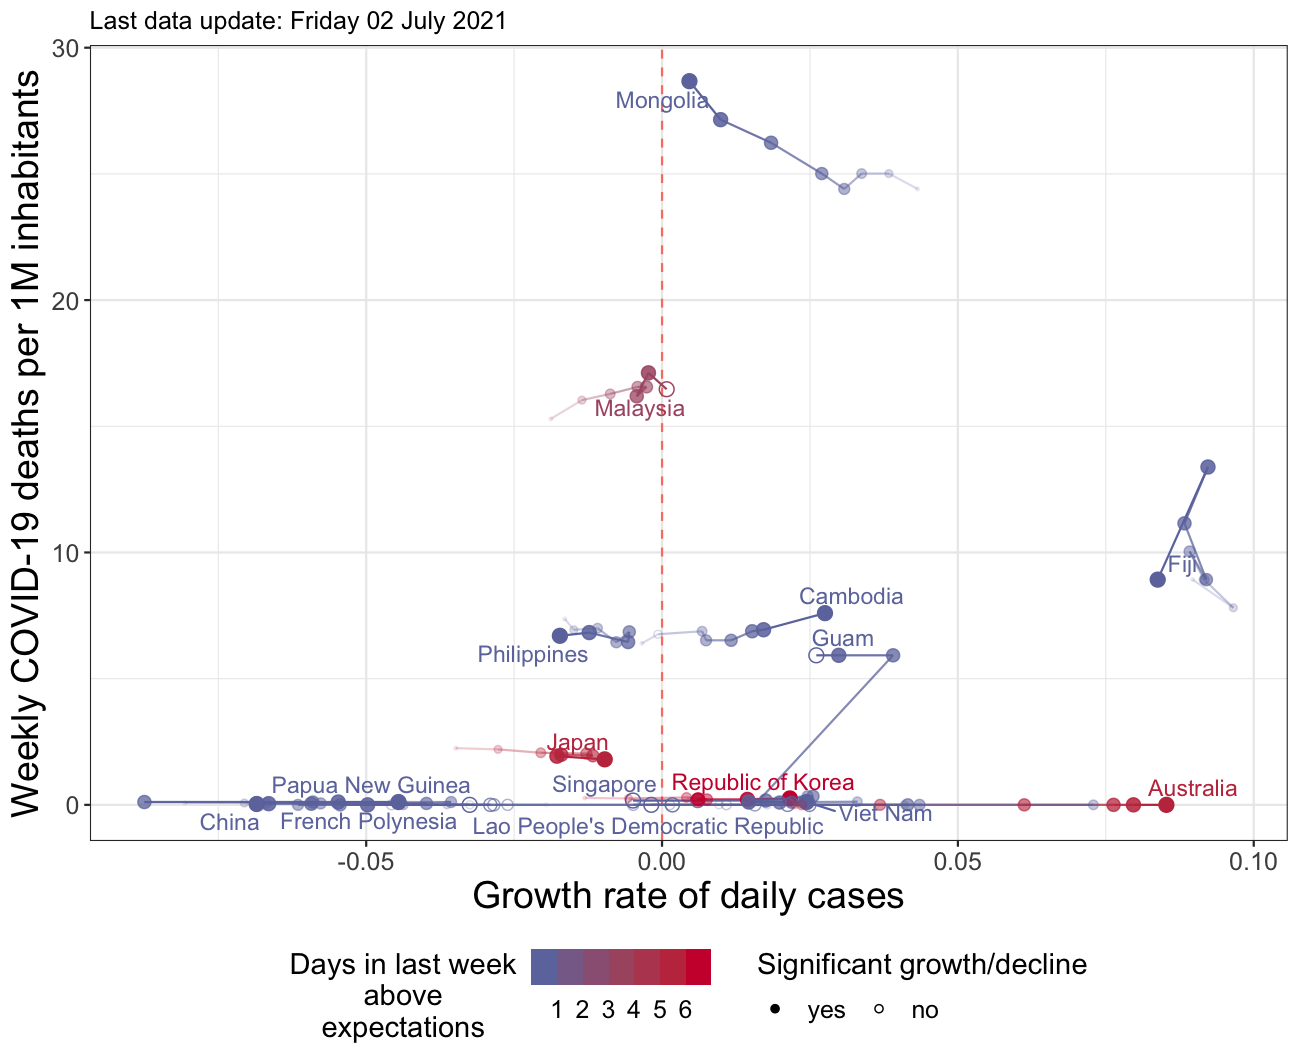 Last data update: Friday 02 July 2021
Weekly COVID-19 deaths per 1M inhabitants
30
20
10
0
Mongolia
Malaysia
Fiji
Cambodia
Guam
Philippines
Japan
Singapore
Republic of Korea
Papua New Guinea
Australia
China
French Polynesia
Lao People's Democratic Republic
Viet Nam
-0.05
0.00
0.05
0.10
Growth rate of daily cases
Days in last week
above
expectations
1 2 3 4 5 6
Significant growth/decline
yes
no